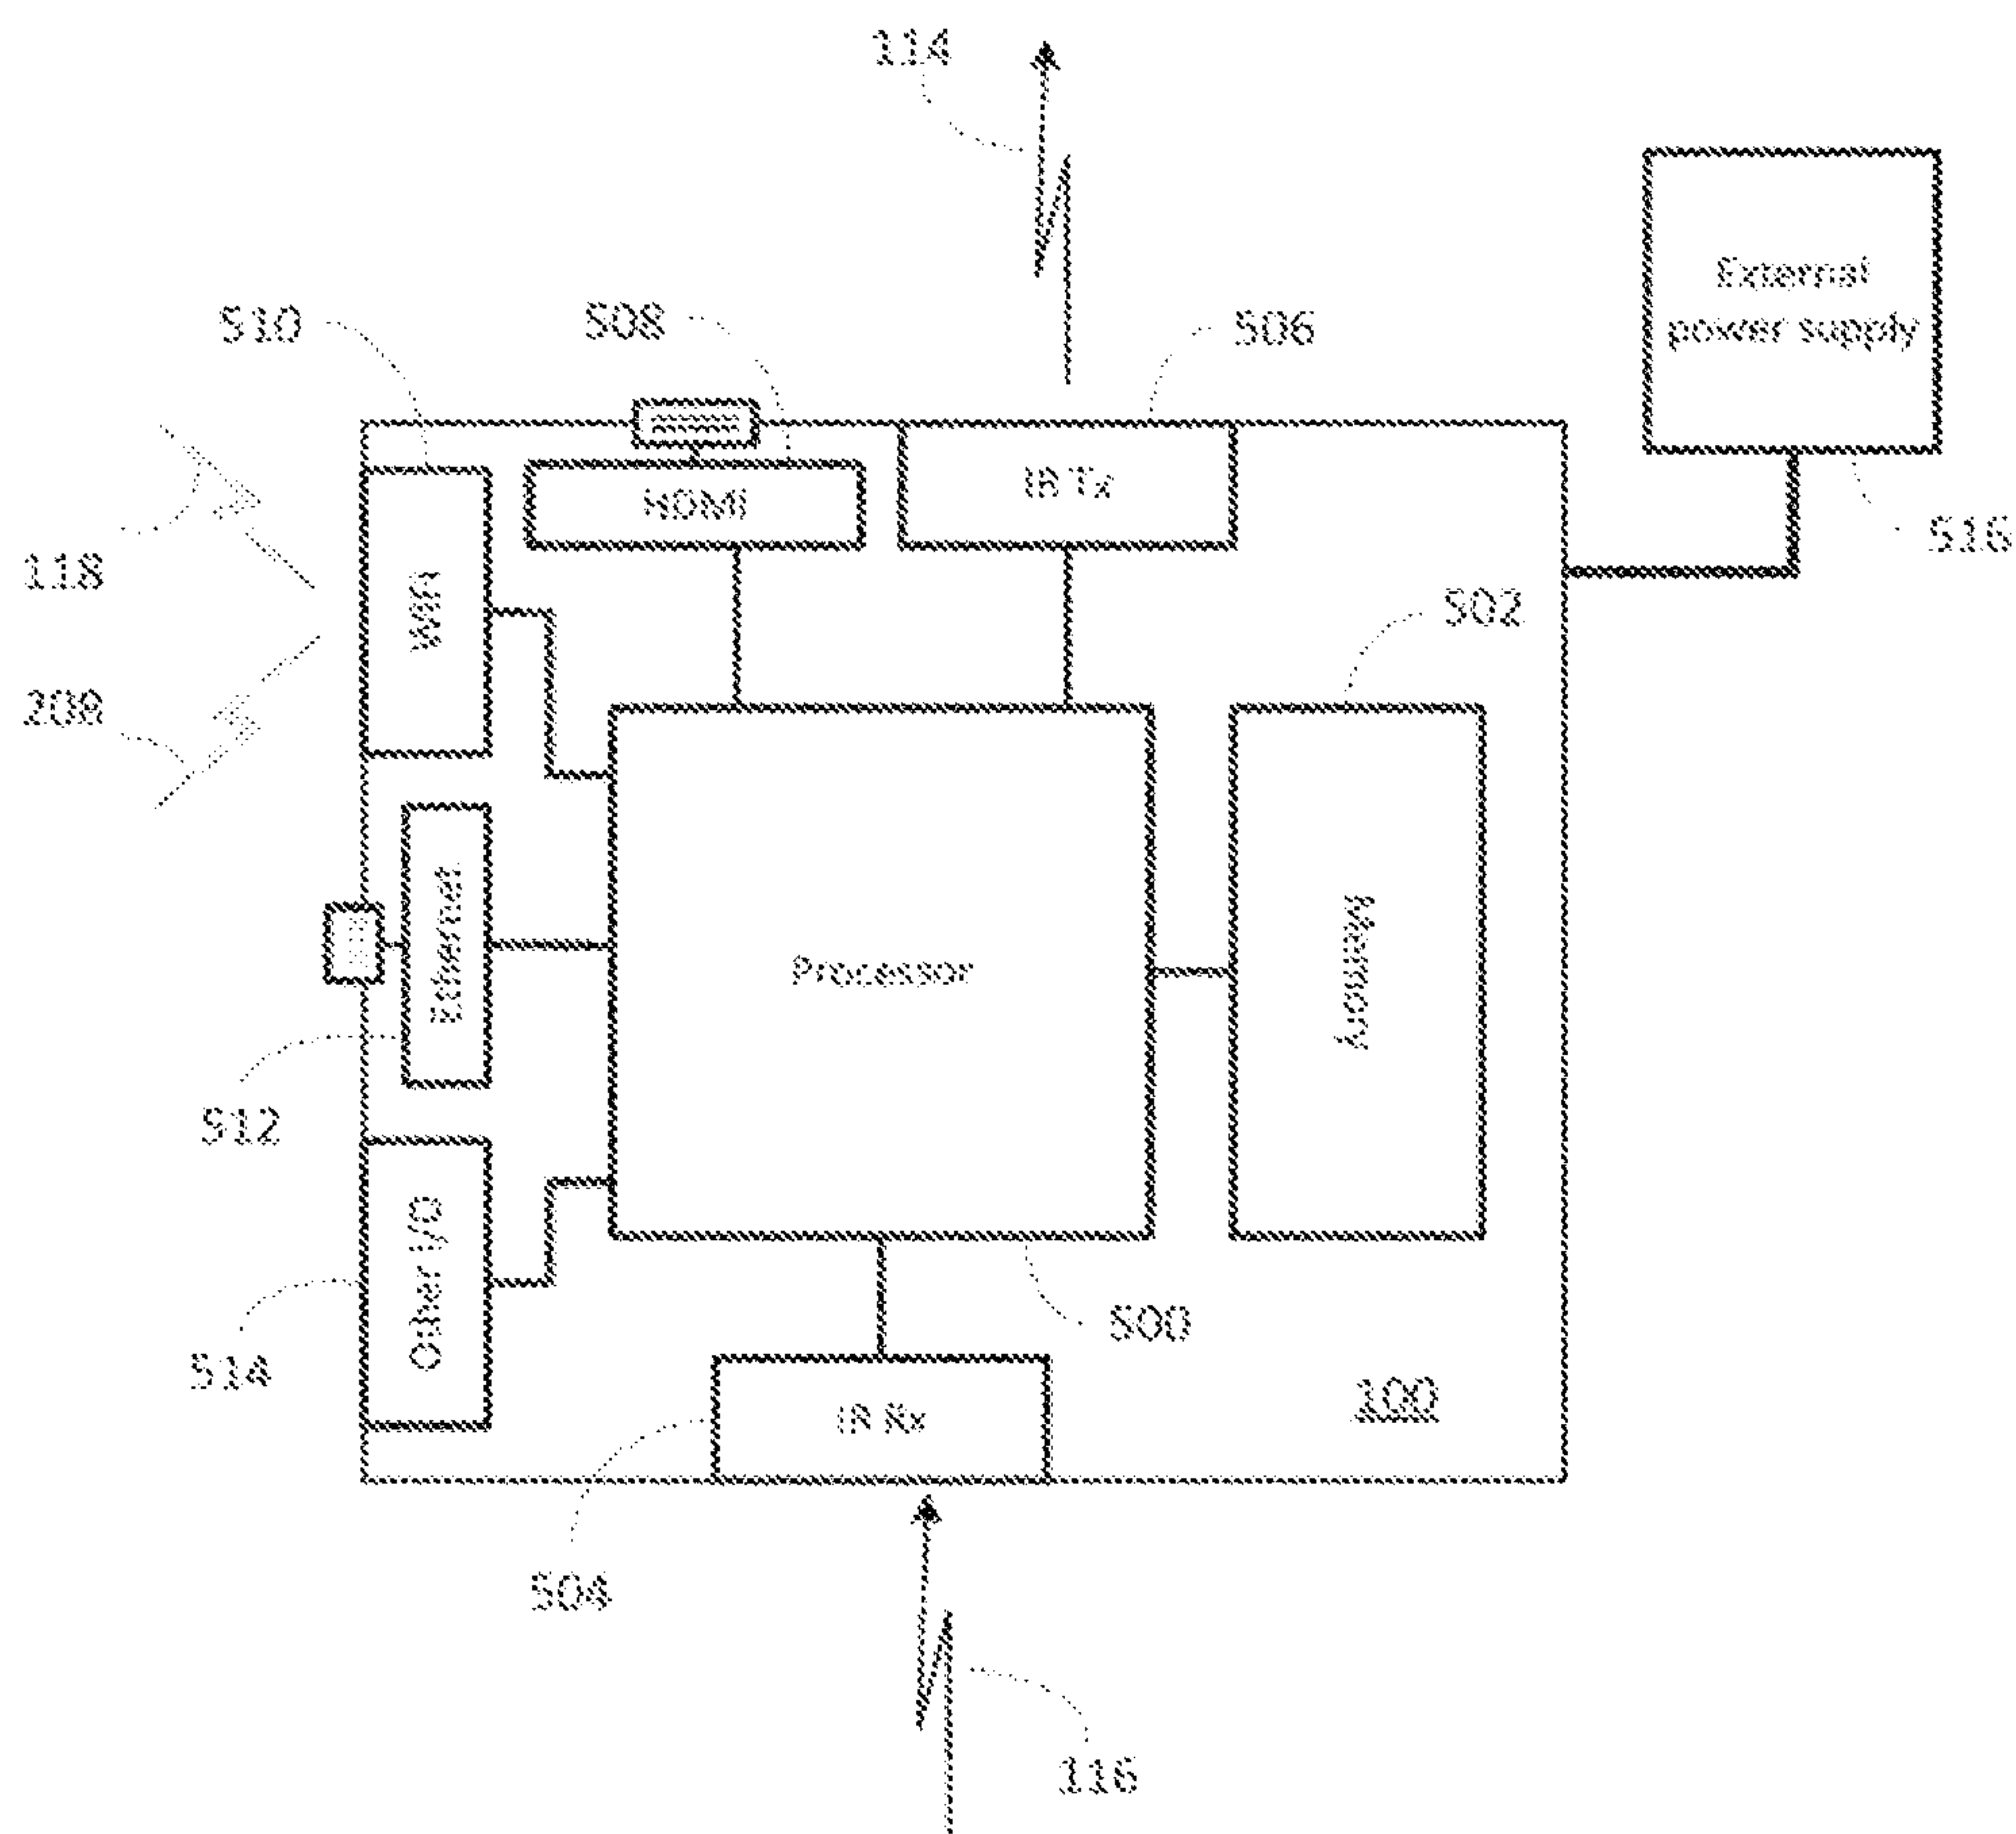 114
External
power supply
510
508
506
HDMI
IR Tx
516
118
Wifi
502
208
Ethernet
Processor
Memory
512
Other I/O
500
514
100
IR Rx
504
116